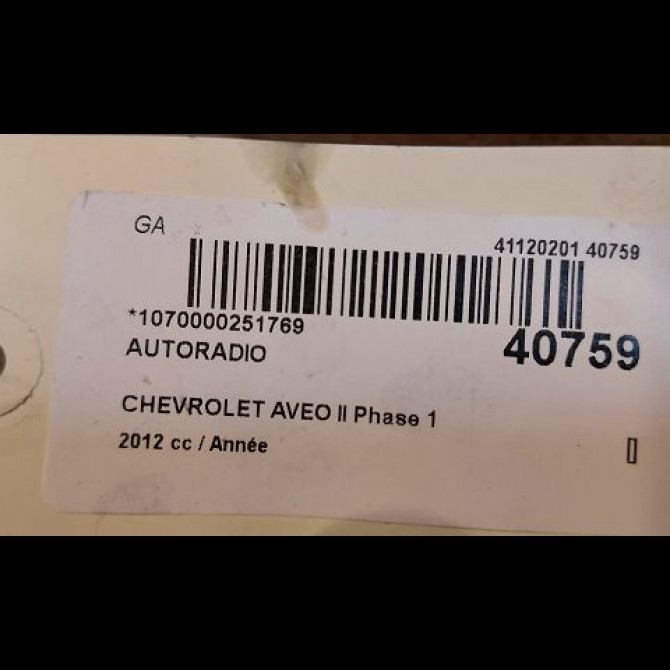 GA
41120201 40759
*1070000251769
40759
AUTORADIO
CHEVROLET AVEO II Phase 1
2012 cc / Année